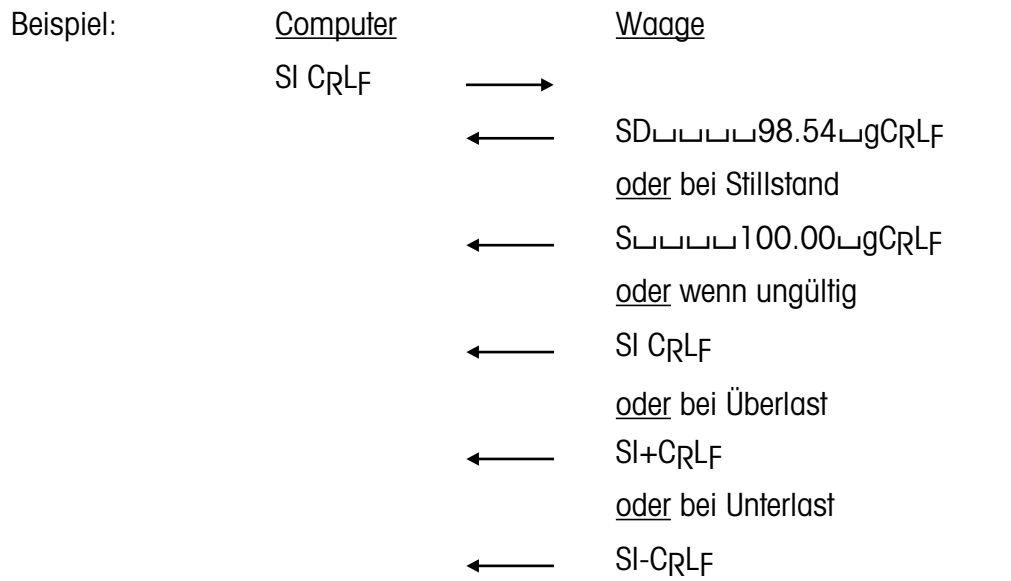 Beispiel: Computer Waage
SI CRLF
SD␣␣␣␣98.54␣gCRLF
oder bei Stillstand
S␣␣␣␣100.00␣gCRLF
oder wenn ungültig
SI CRLF
oder bei Überlast
SI+CRLF
oder bei Unterlast
SI-CRLF